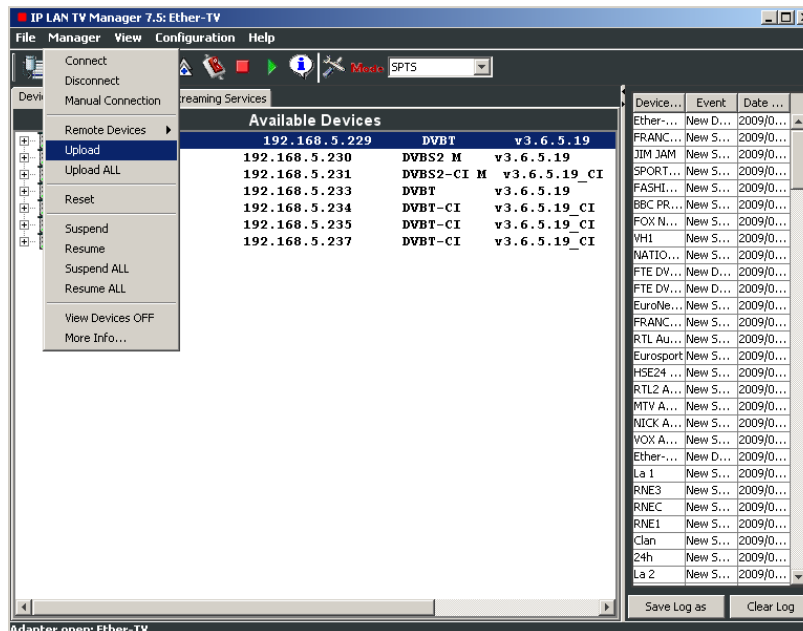 IP LAN TV Manager 7.5: Ether-TV
File Manager View Configuration Help
Mode SPTS
Streaming Services
Connect
Disconnect
Manual Connection
Remote Devices
Upload
Upload ALL
Reset
Suspend
Resume
Suspend ALL
Resume ALL
View Devices OFF
More Info...
Available Devices
192.168.5.229 DVBT v3.6.5.19
192.168.5.230 DVBS2 M v3.6.5.19
192.168.5.231 DVBS2-CI M v3.6.5.19_CI
192.168.5.233 DVBT v3.6.5.19
192.168.5.234 DVBT-CI v3.6.5.19_CI
192.168.5.235 DVBT-CI v3.6.5.19_CI
192.168.5.237 DVBT-CI v3.6.5.19_CI
Device... Event Date ...
Ether-... New D... 2009/0...
FRANC... New S... 2009/0...
JIM JAM New S... 2009/0...
SPORT... New S... 2009/0...
FASHI... New S... 2009/0...
BBC PR... New S... 2009/0...
FOX N... New S... 2009/0...
VH1 New S... 2009/0...
NATIO... New S... 2009/0...
FTE DV... New D... 2009/0...
FTE DV... New D... 2009/0...
EuroNe... New S... 2009/0...
FRANC... New S... 2009/0...
RTL Au... New S... 2009/0...
Eurosport New S... 2009/0...
HSE24 ... New S... 2009/0...
RTL2 A... New S... 2009/0...
MTV A... New S... 2009/0...
NICK A... New S... 2009/0...
VOX A... New S... 2009/0...
Ether-... New D... 2009/0...
La 1 New S... 2009/0...
RNE3 New S... 2009/0...
RNEC New S... 2009/0...
RNE1 New S... 2009/0...
Clan New S... 2009/0...
24h New S... 2009/0...
La 2 New S... 2009/0...
Save Log as Clear Log
Adapter open: Ether-TV